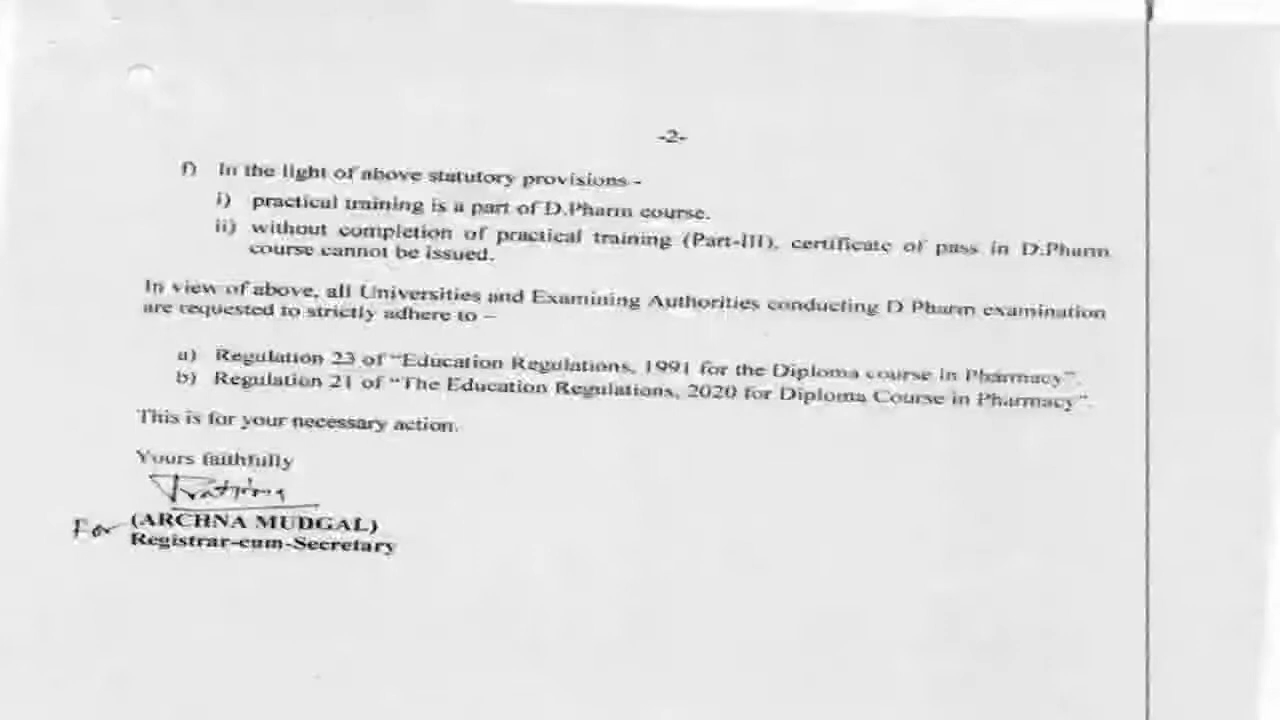 -2-
f) In the light of above statutory provisions -
i) practical training is a part of D.Pharm course.
ii) without completion of practical training (Part-III), certificate of pass in D.Pharm
course cannot be issued.
In view of above, all Universities and Examining Authorities conducting D Pharm examination
are requested to strictly adhere to –
a) Regulation 23 of "Education Regulations, 1991 for the Diploma course in Pharmacy".
b) Regulation 21 of "The Education Regulations, 2020 for Diploma Course in Pharmacy".
This is for your necessary action.
Yours faithfully
For (ARCHNA MUDGAL)
Registrar-cum-Secretary